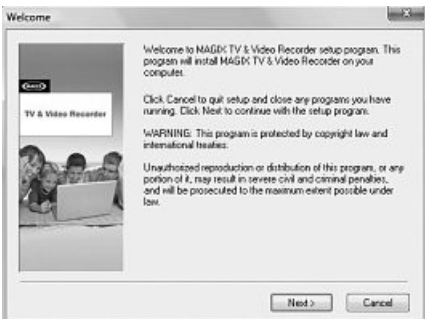 Welcome
Welcome to MAGIX TV & Video Recorder setup program. This
program will install MAGIX TV & Video Recorder on your
computer.
Click Cancel to quit setup and close any programs you have
running. Click Next to continue with the setup program.
WARNING: This program is protected by copyright law and
international treaties.
Unauthorized reproduction or distribution of this program, or any
portion of it, may result in severe civil and criminal penalties,
and will be prosecuted to the maximum extent possible under
law.
MAGIX
TV & Video Recorder
Next >
Cancel